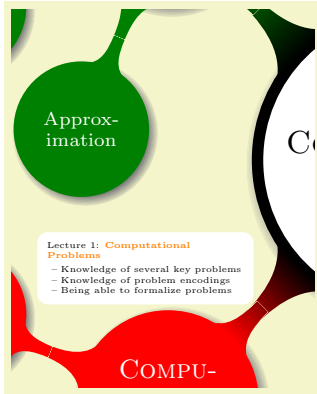 Approx-
imation
Co
Lecture 1: Computational
Problems
– Knowledge of several key problems
– Knowledge of problem encodings
– Being able to formalize problems
Compu-